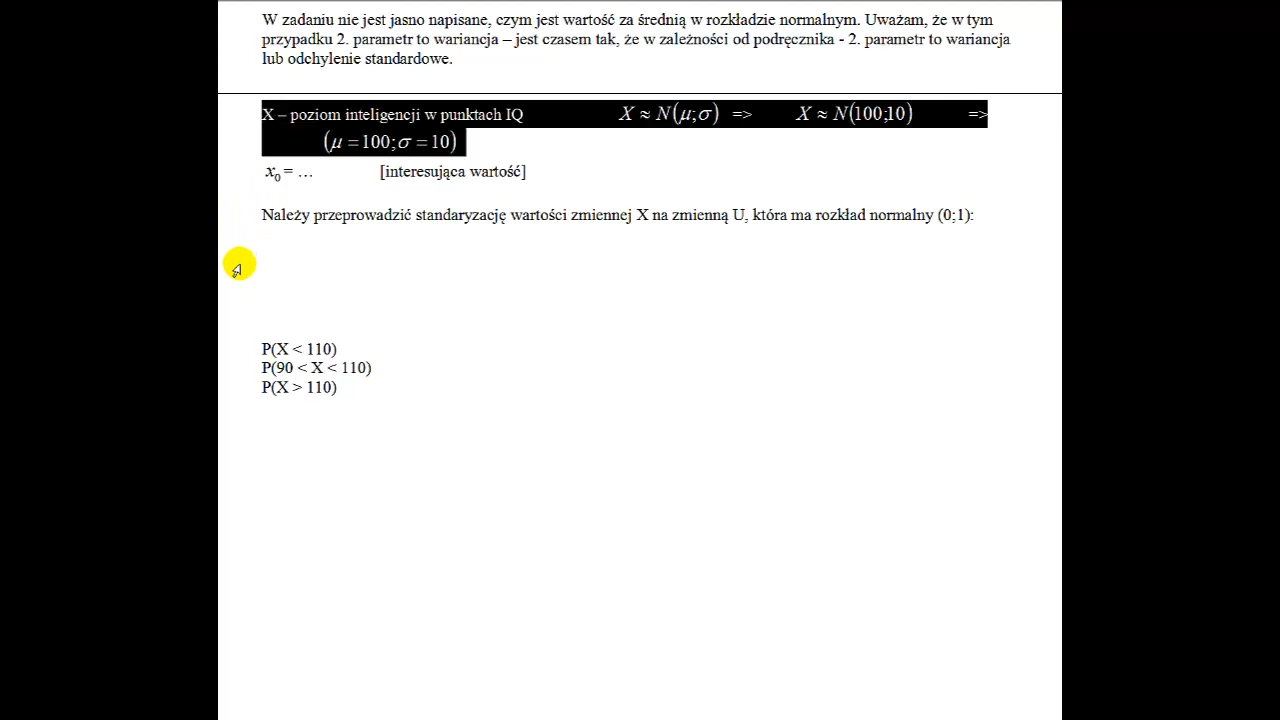 W zadaniu nie jest jasno napisane, czym jest wartość za średnią w rozkładzie normalnym. Uważam, że w tym
przypadku 2. parametr to wariancja – jest czasem tak, że w zależności od podręcznika - 2. parametr to wariancja
lub odchylenie standardowe.
X – poziom inteligencji w punktach IQ X ≈ N(μ;σ) => X ≈ N(100;10) =>
(μ = 100; σ = 10)
x₀ = … [interesująca wartość]
Należy przeprowadzić standaryzację wartości zmiennej X na zmienną U, która ma rozkład normalny (0;1):
P(X < 110)
P(90 < X < 110)
P(X > 110)